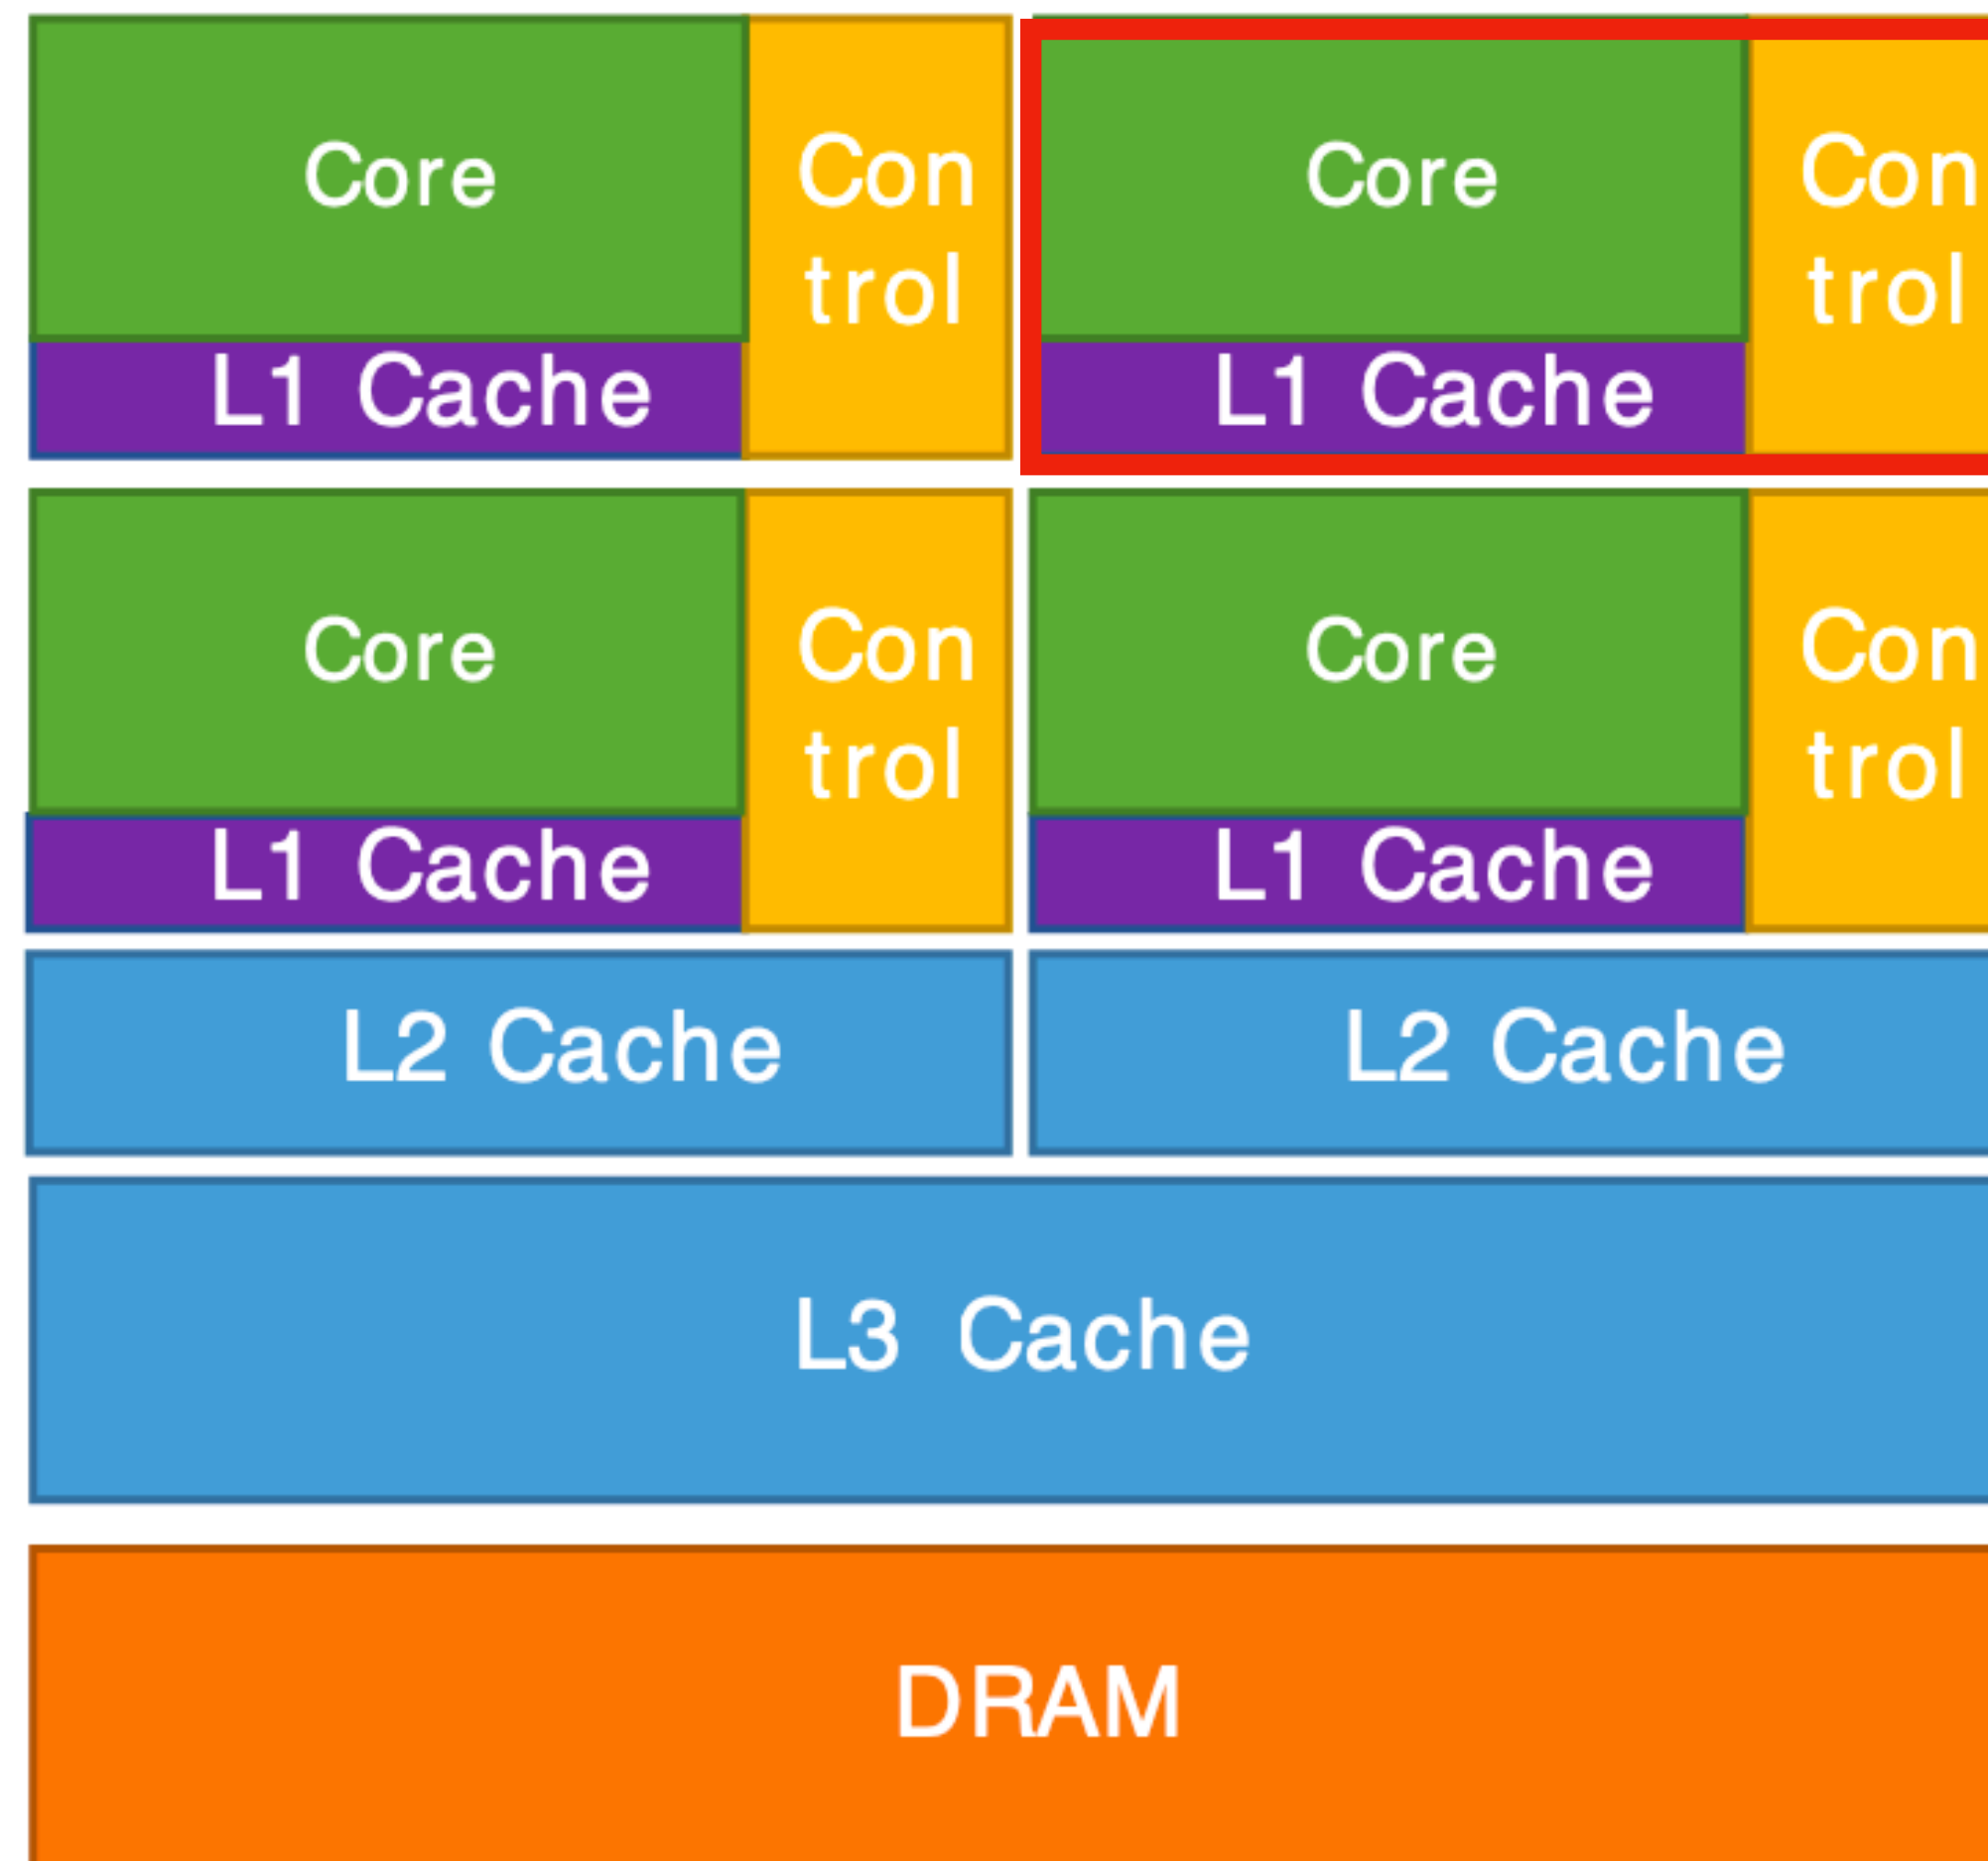 Core
Con
trol
L1 Cache
Core
Con
trol
L1 Cache
Core
Con
trol
L1 Cache
Core
Con
trol
L1 Cache
L2 Cache
L2 Cache
L3 Cache
DRAM